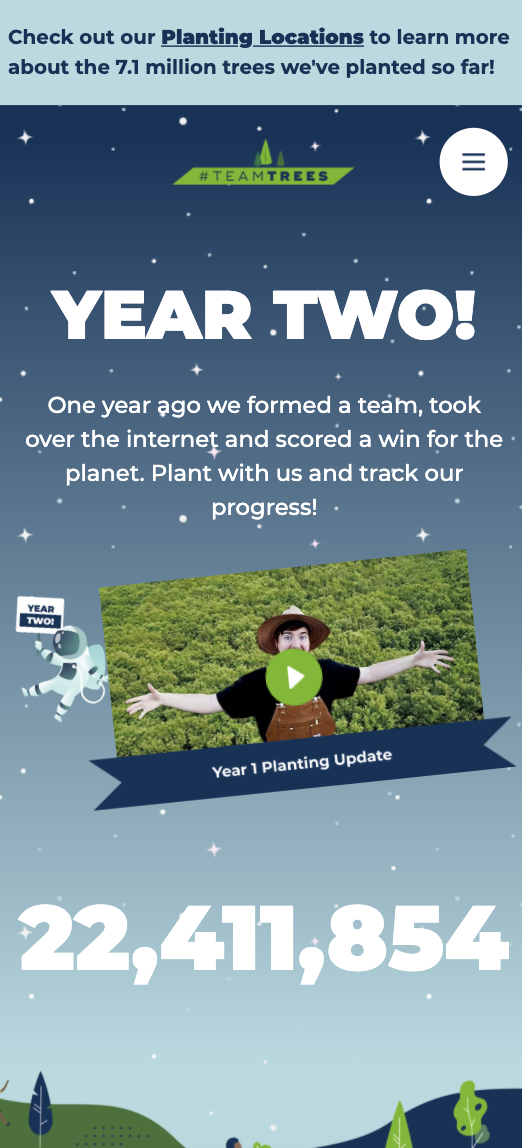 Check out our Planting Locations to learn more
about the 7.1 million trees we've planted so far!
#TEAMTREES
YEAR TWO!
One year ago we formed a team, took
over the internet and scored a win for the
planet. Plant with us and track our
progress!
YEAR
TWO!
Year 1 Planting Update
22,411,854